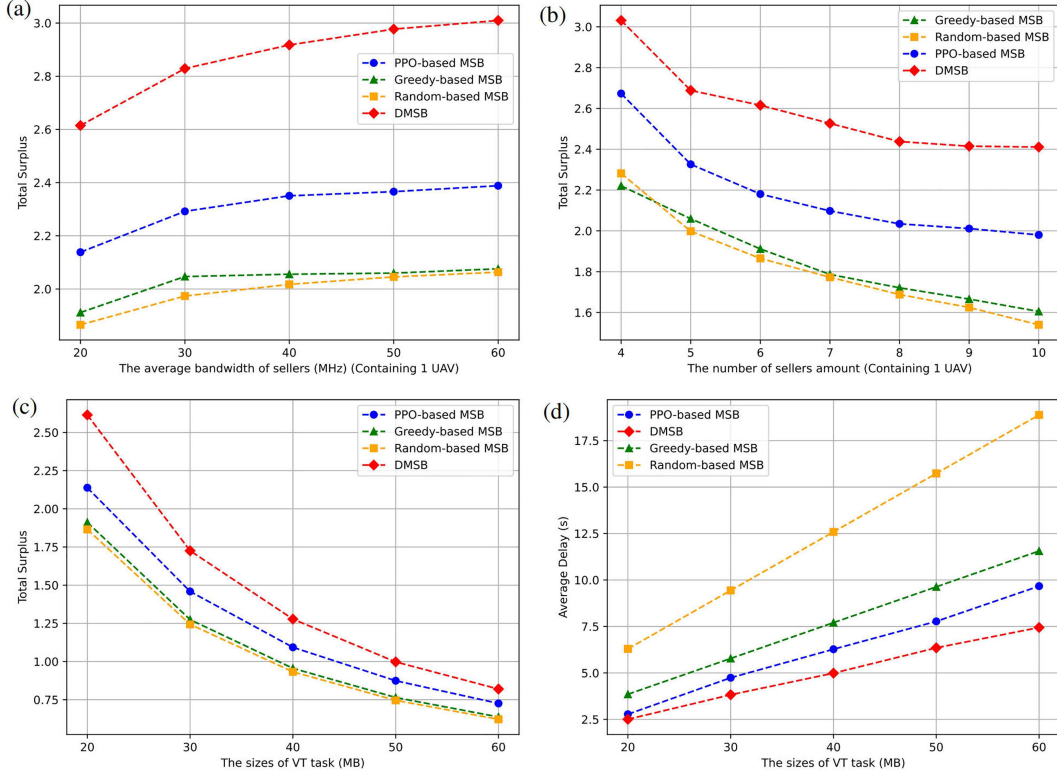 (a)
3.0
2.8
2.6
2.4
2.2
2.0
Total Surplus
PPO-based MSB
Greedy-based MSB
Random-based MSB
DMSB
20 30 40 50 60
The average bandwidth of sellers (MHz) (Containing 1 UAV)
(b)
3.0
2.8
2.6
2.4
2.2
2.0
1.8
1.6
Total Surplus
Greedy-based MSB
Random-based MSB
PPO-based MSB
DMSB
4 5 6 7 8 9 10
The number of sellers amount (Containing 1 UAV)
(c)
2.50
2.25
2.00
1.75
1.50
1.25
1.00
0.75
Total Surplus
PPO-based MSB
Greedy-based MSB
Random-based MSB
DMSB
20 30 40 50 60
The sizes of VT task (MB)
(d)
17.5
15.0
12.5
10.0
7.5
5.0
2.5
Average Delay (s)
PPO-based MSB
DMSB
Greedy-based MSB
Random-based MSB
20 30 40 50 60
The sizes of VT task (MB)